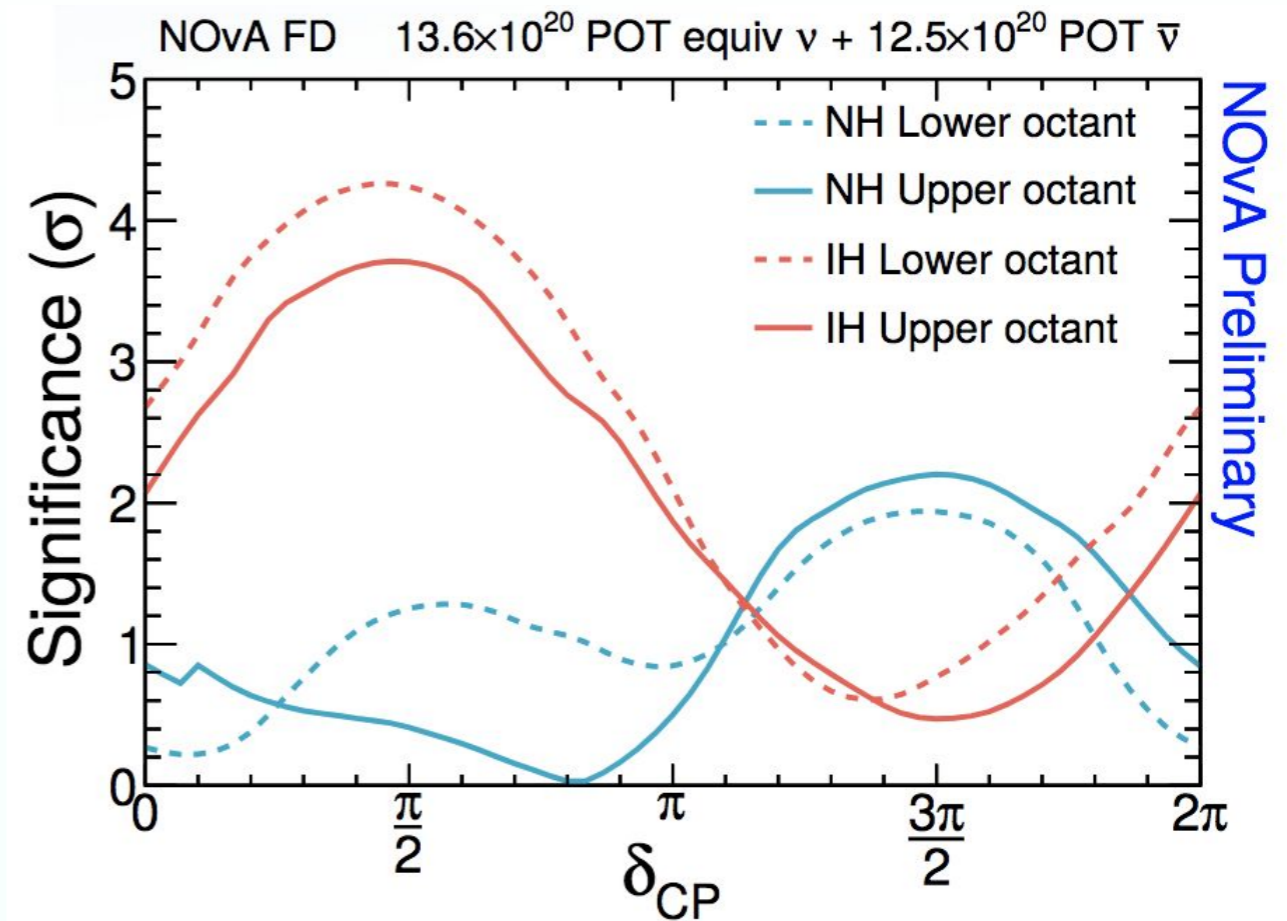 NOvA FD 13.6×10²⁰ POT equiv ν + 12.5×10²⁰ POT ν̄
5
4
3
2
1
0
Significance (σ)
NH Lower octant
NH Upper octant
IH Lower octant
IH Upper octant
NOvA Preliminary
0
π/2
π
3π/2
2π
δCP